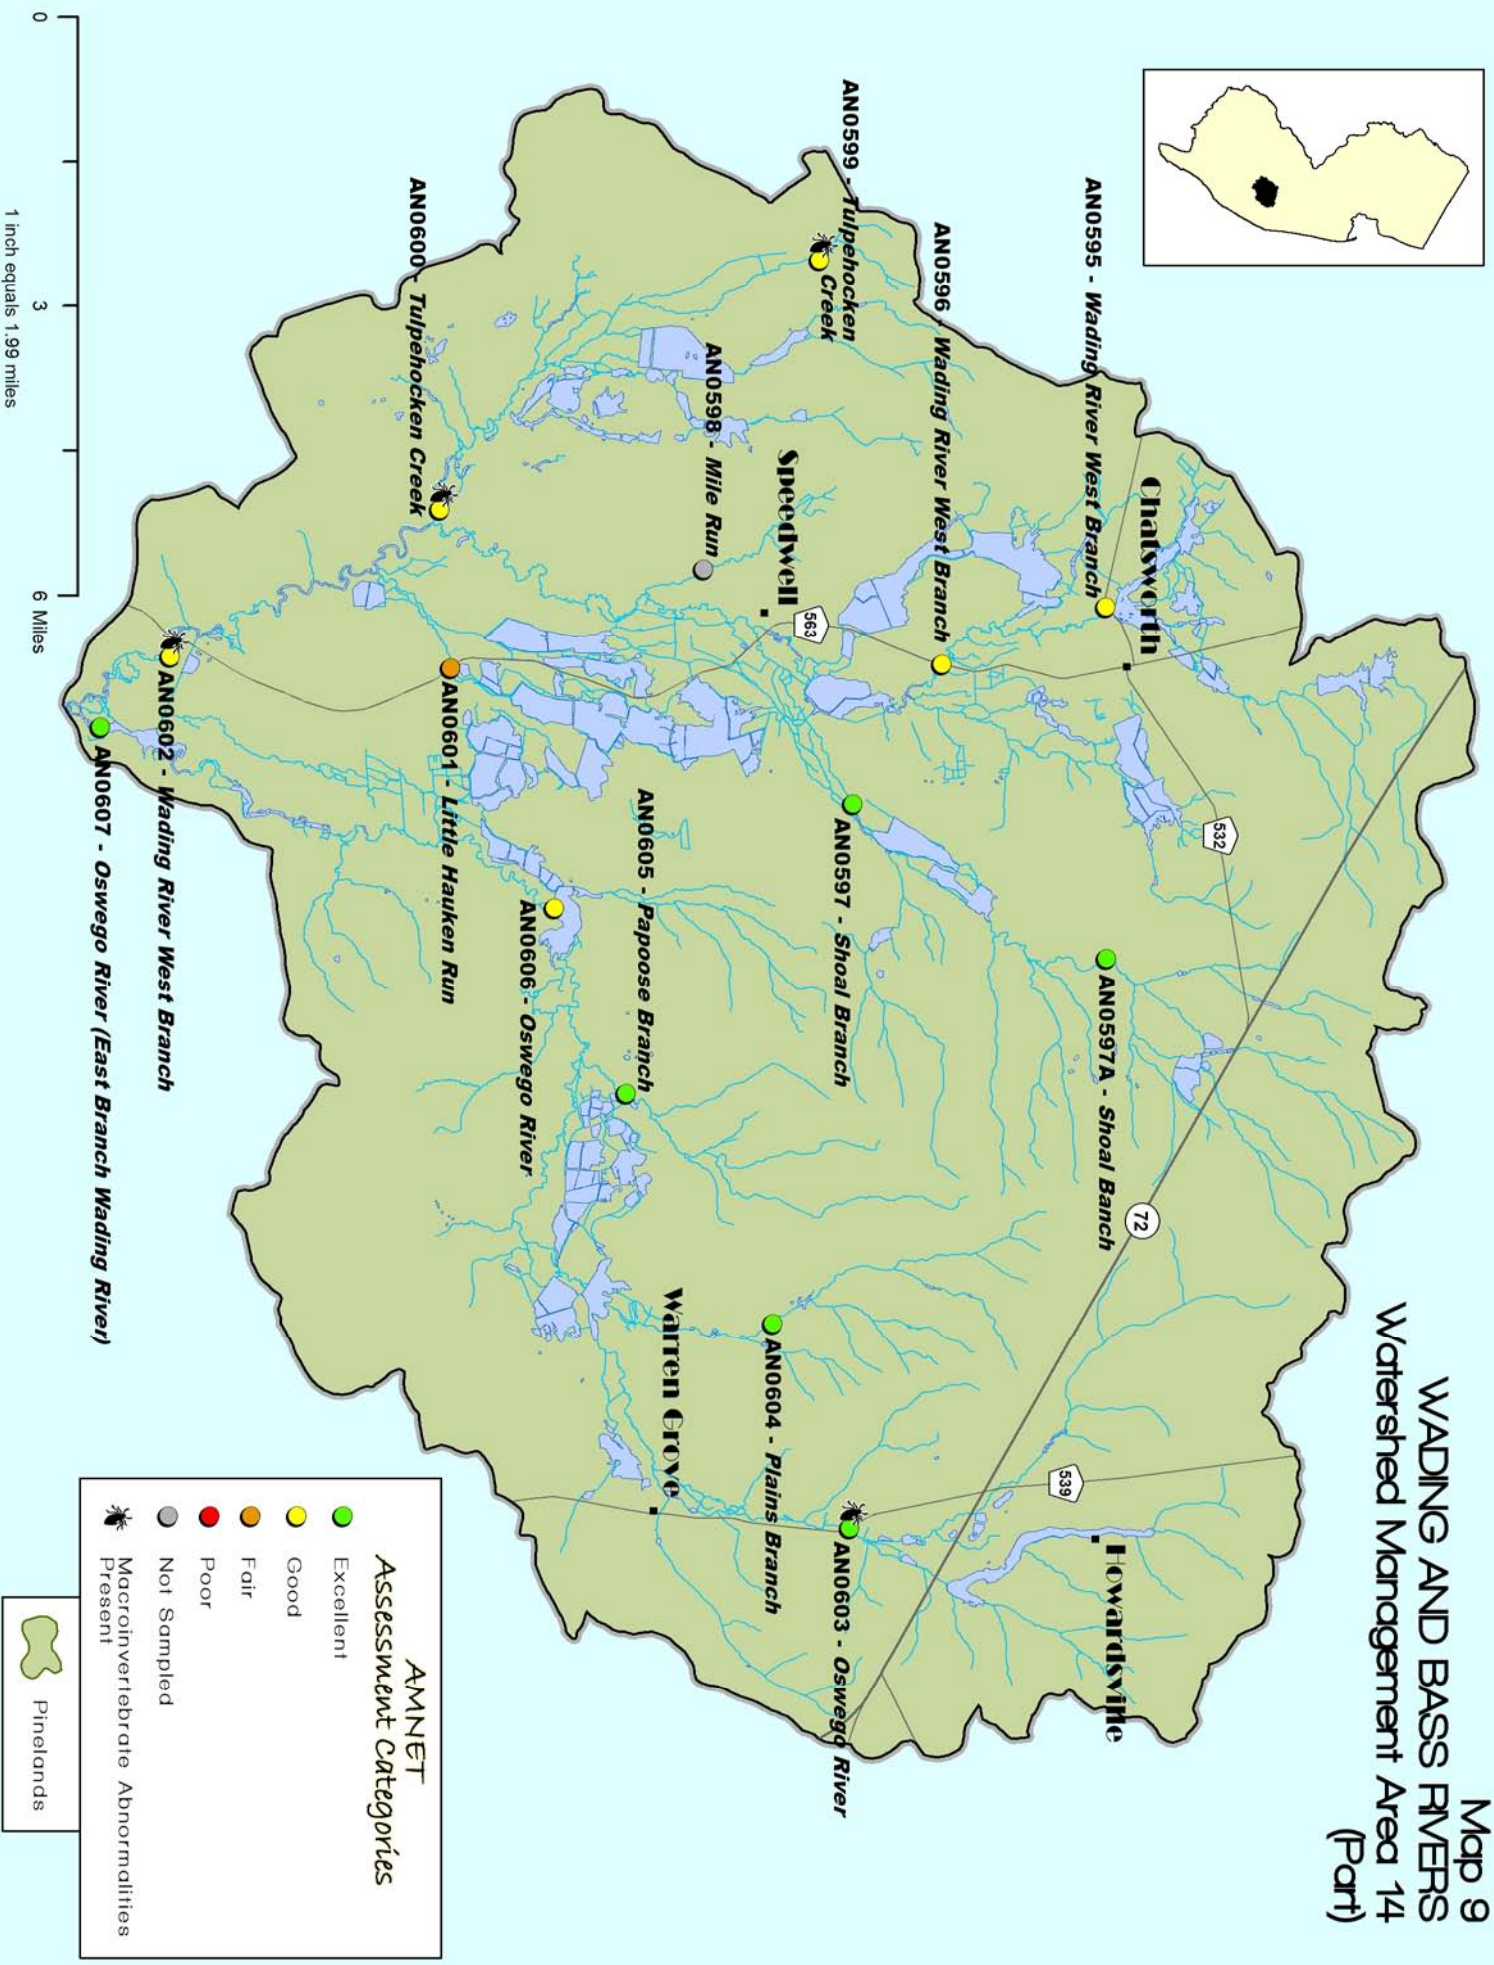 Map 9
WADING AND BASS RIVERS
Watershed Management Area 14
(Part)
AN0595 - Wading River West Branch
Chatsworth
532
AN0597A - Shoal Banch
72
539
Howardsville
AN0596 - Wading River West Branch
AN0599 - Tulpehocken
Creek
563
Speedwell
AN0597 - Shoal Branch
AN0603 - Oswego River
AN0598 - Mile Run
AN0604 - Plains Branch
AN0605 - Papoose Branch
Warren Grove
AN0606 - Oswego River
AN0600 - Tulpehocken Creek
AN0601 - Little Hauken Run
AN0602 - Wading River West Branch
AN0607 - Oswego River (East Branch Wading River)
AMNET
Assessment Categories
Excellent
Good
Fair
Poor
Not Sampled
Macroinvertebrate Abnormalities
Present
Pinelands
0
3
6 Miles
1 inch equals 1.99 miles